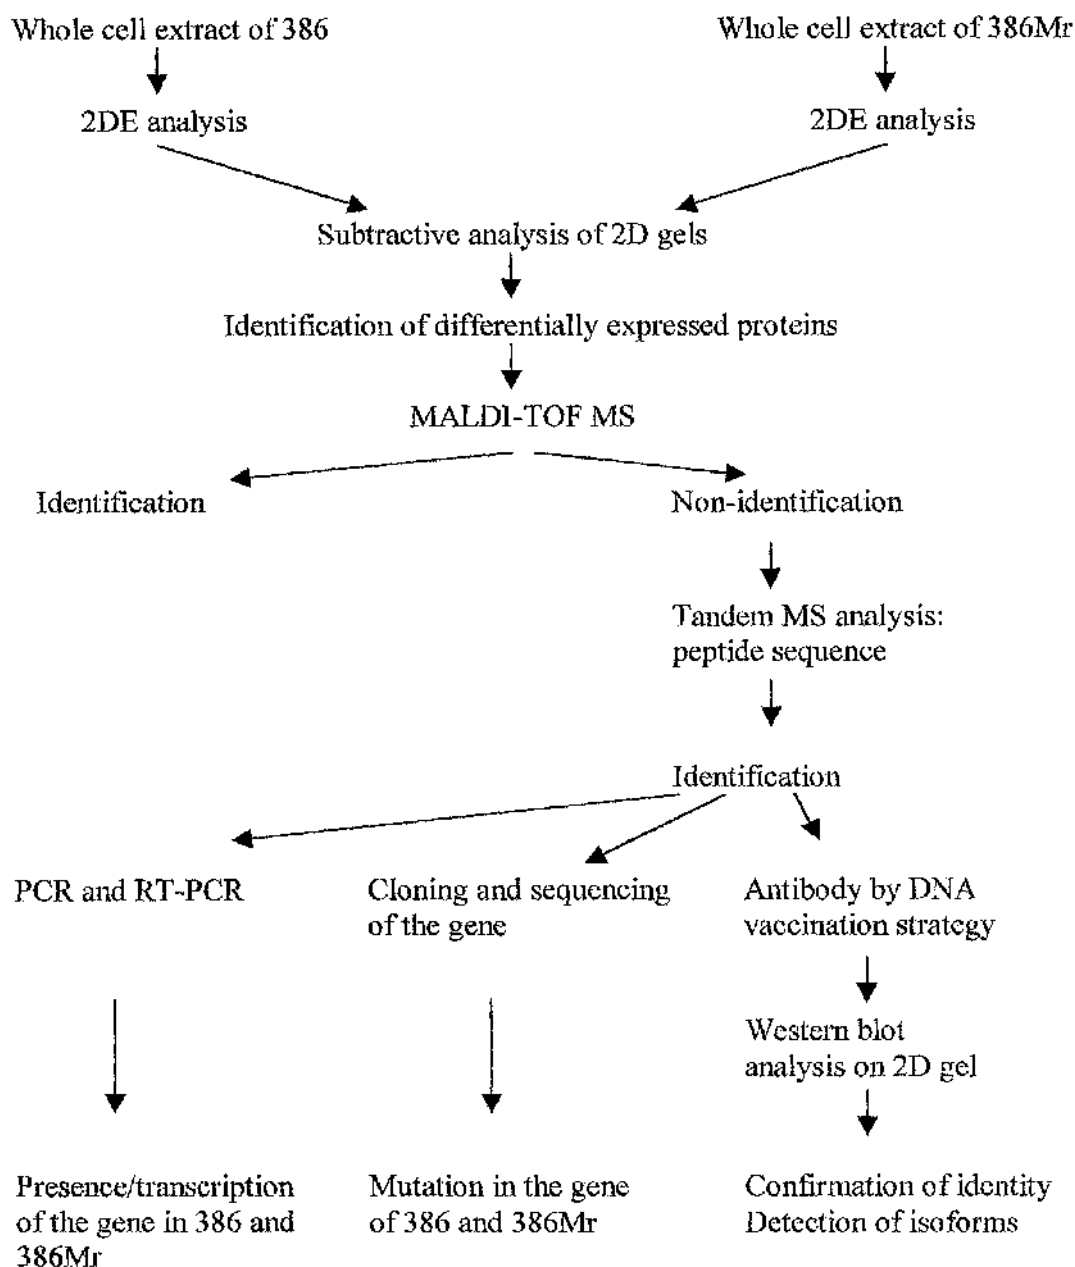 Whole cell extract of 386
Whole cell extract of 386Mr
2DE analysis
2DE analysis
Subtractive analysis of 2D gels
Identification of differentially expressed proteins
MALDI-TOF MS
Identification
Non-identification
Tandem MS analysis:
peptide sequence
Identification
PCR and RT-PCR
Cloning and sequencing
of the gene
Antibody by DNA
vaccination strategy
Western blot
analysis on 2D gel
Presence/transcription
of the gene in 386 and
386Mr
Mutation in the gene
of 386 and 386Mr
Confirmation of identity
Detection of isoforms